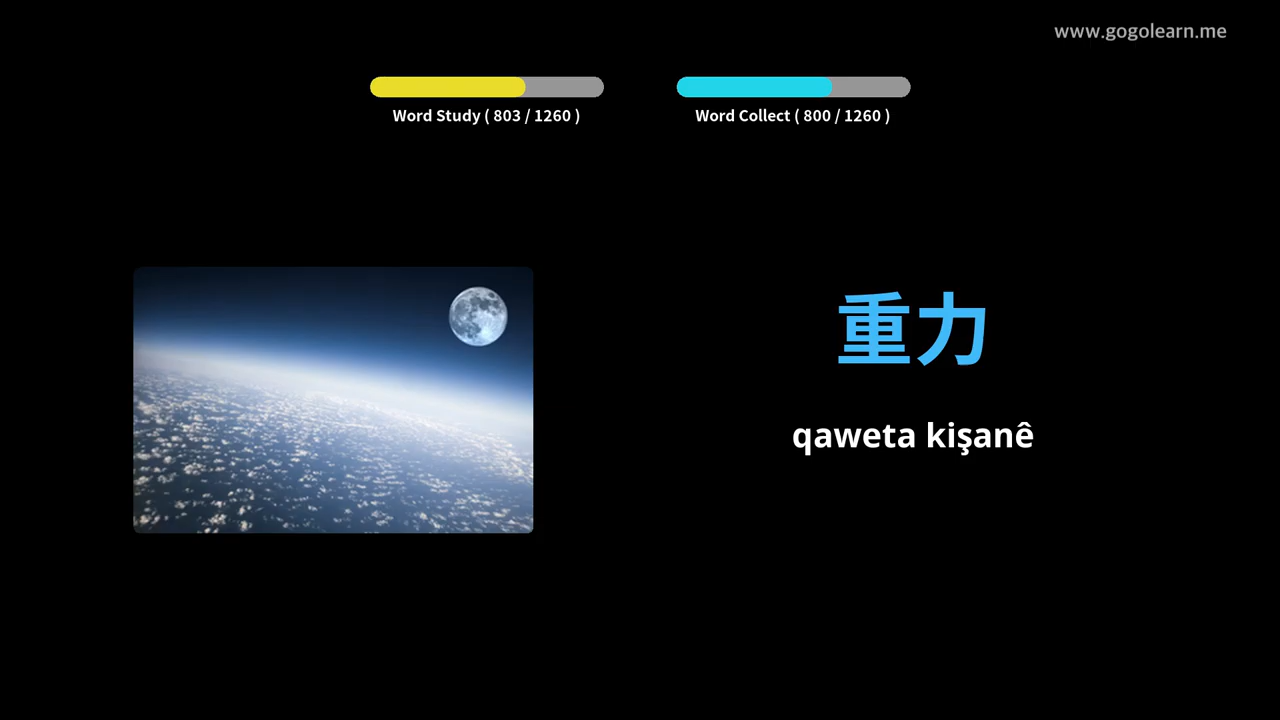 www.gogolearn.me
Word Study ( 803 / 1260 )
Word Collect ( 800 / 1260 )
重力
qaweta kişanê